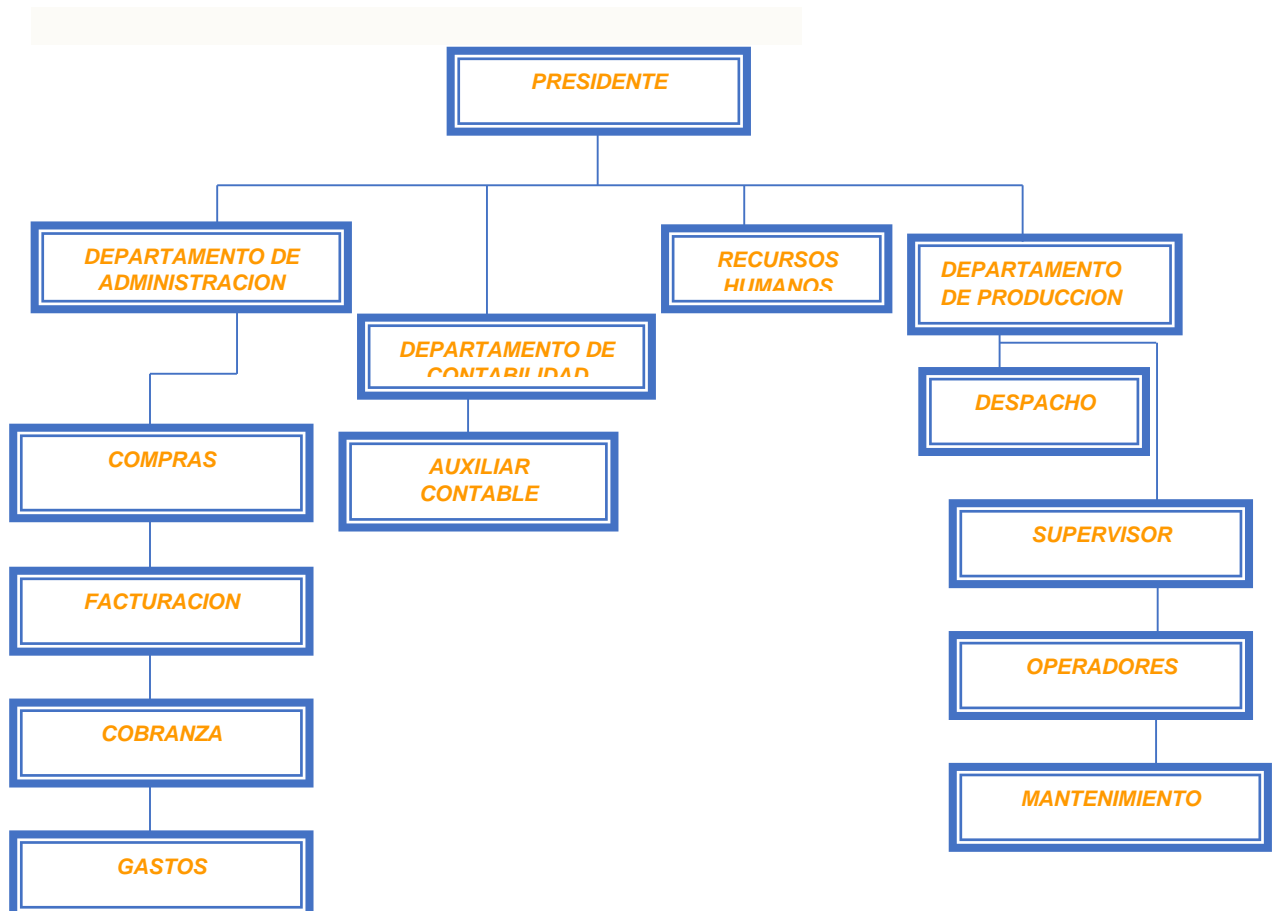 PRESIDENTE
DEPARTAMENTO DE
ADMINISTRACION
RECURSOS
HUMANOS
DEPARTAMENTO
DE PRODUCCION
DEPARTAMENTO DE
CONTABILIDAD
DESPACHO
COMPRAS
AUXILIAR
CONTABLE
SUPERVISOR
FACTURACION
OPERADORES
COBRANZA
MANTENIMIENTO
GASTOS